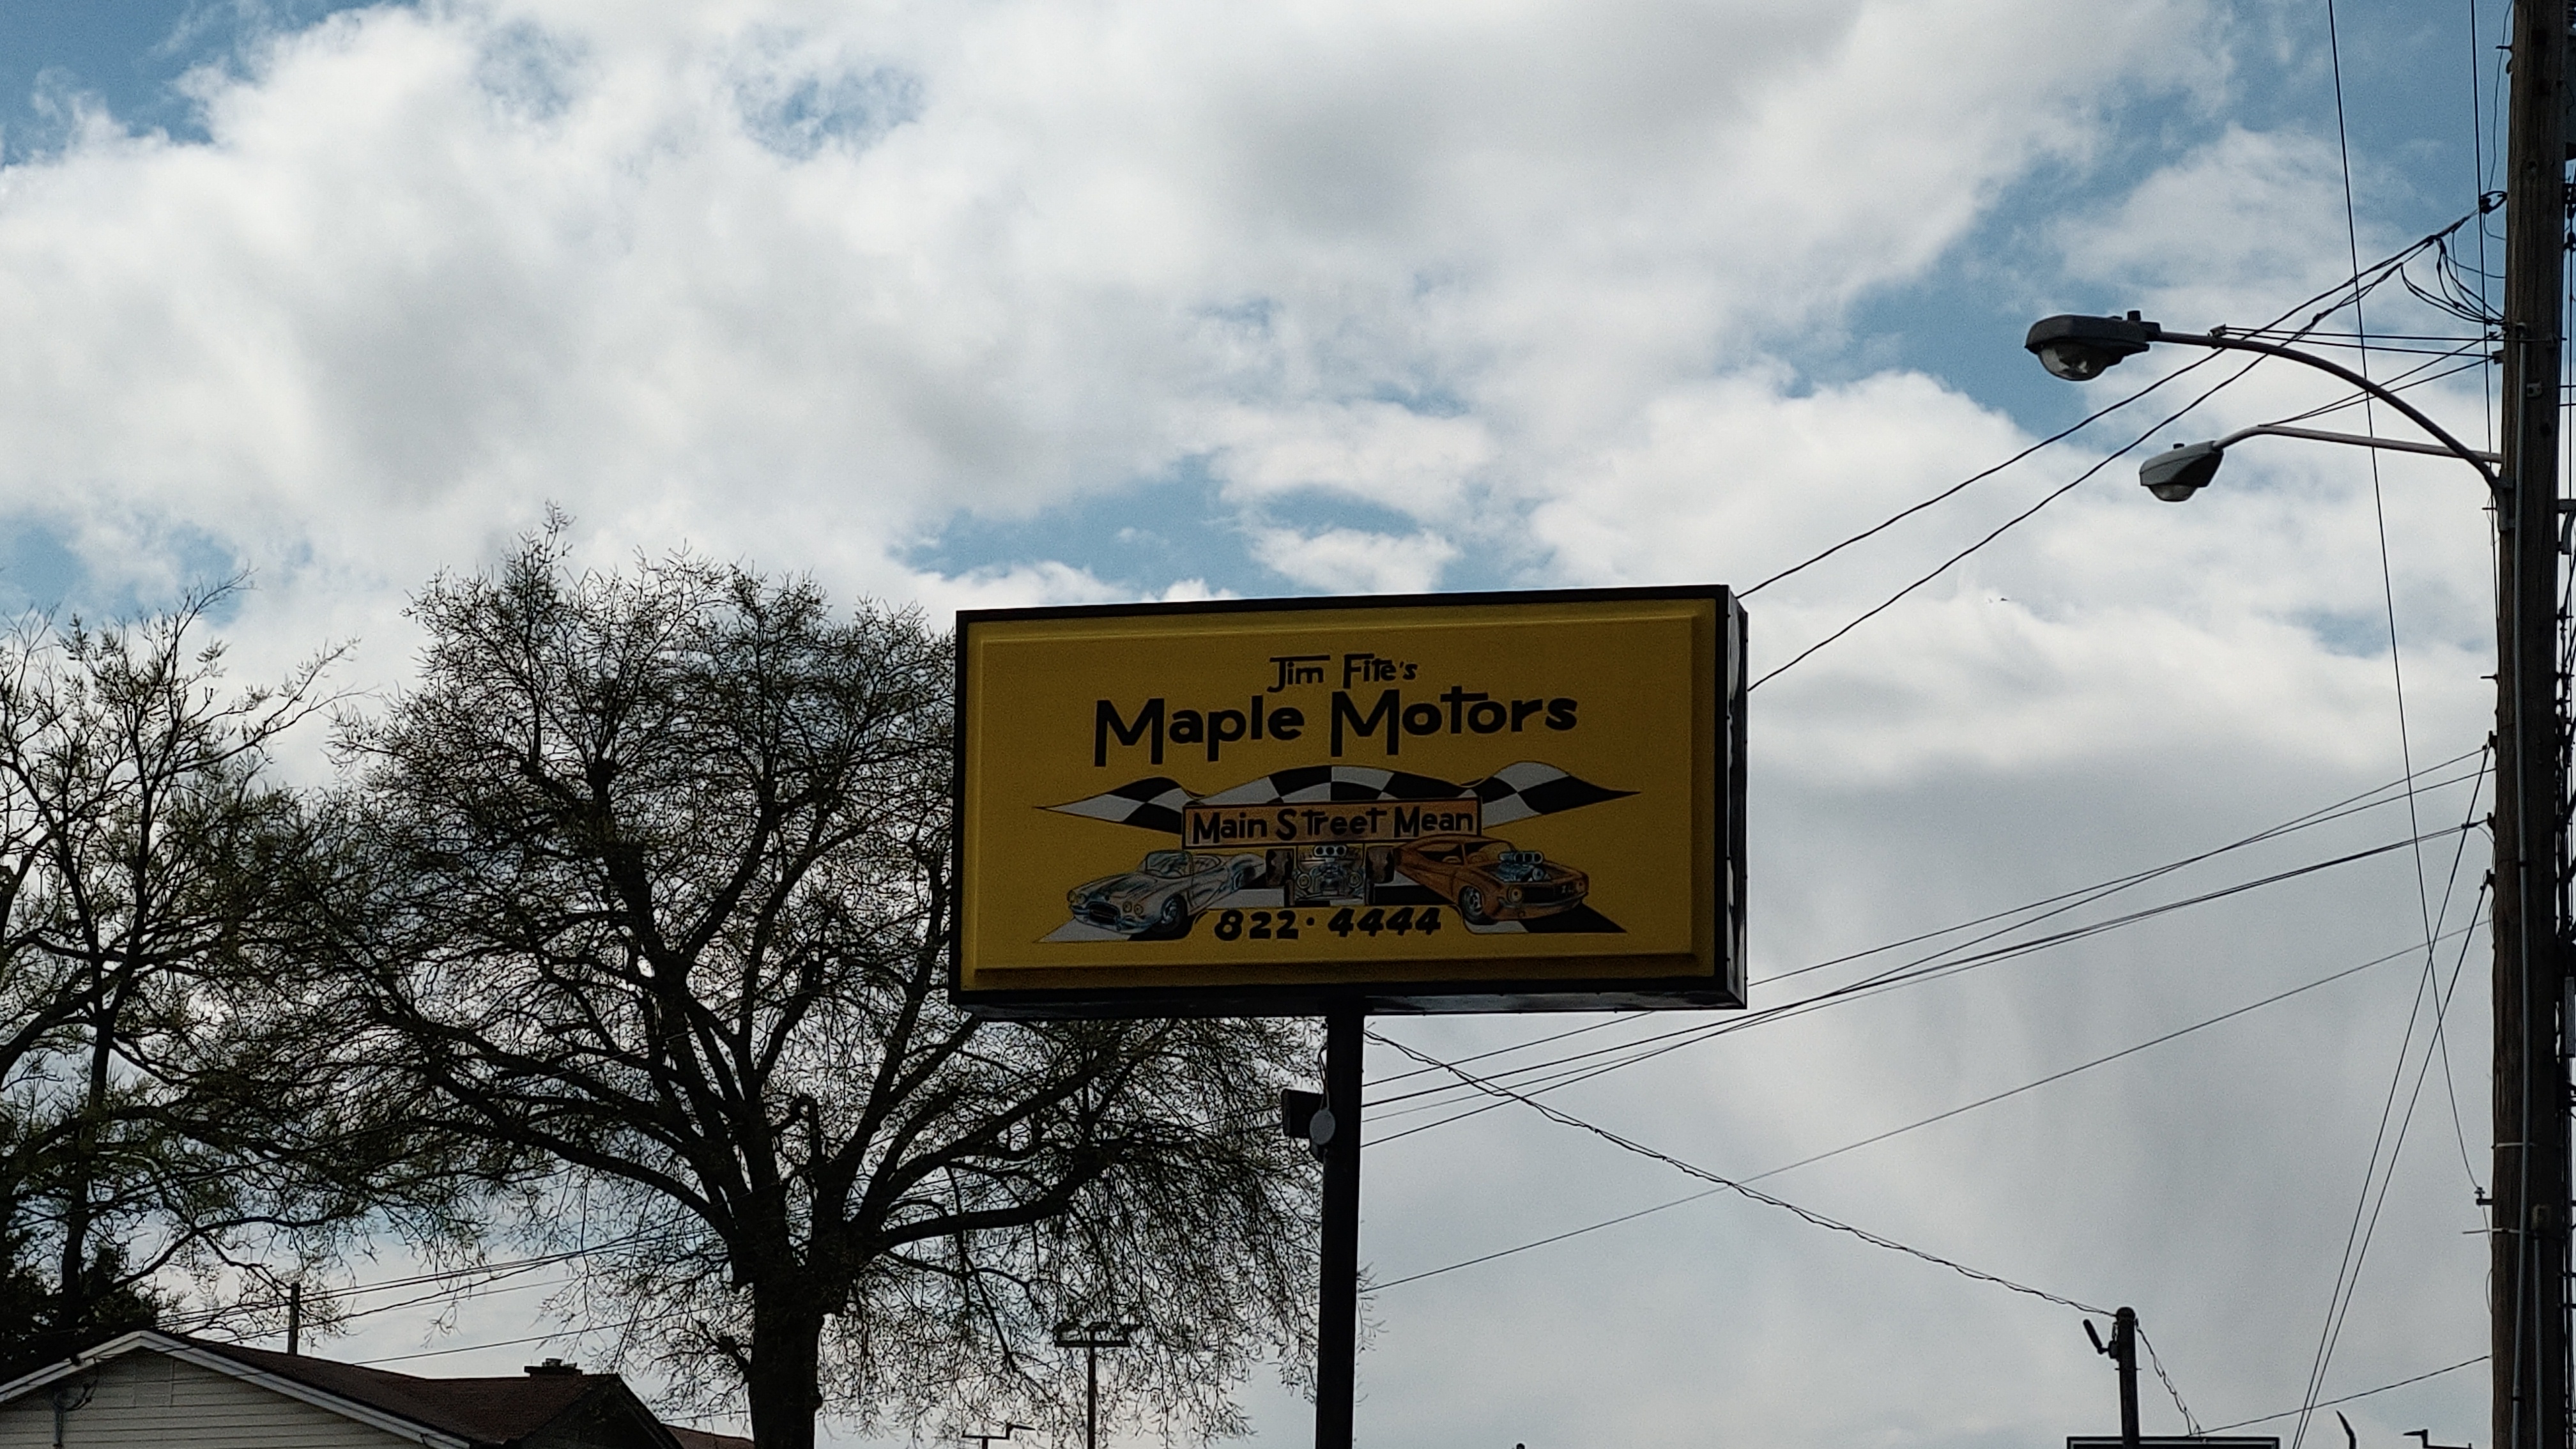 Jim Fite's
Maple Motors
Main Street Mean
822·4444